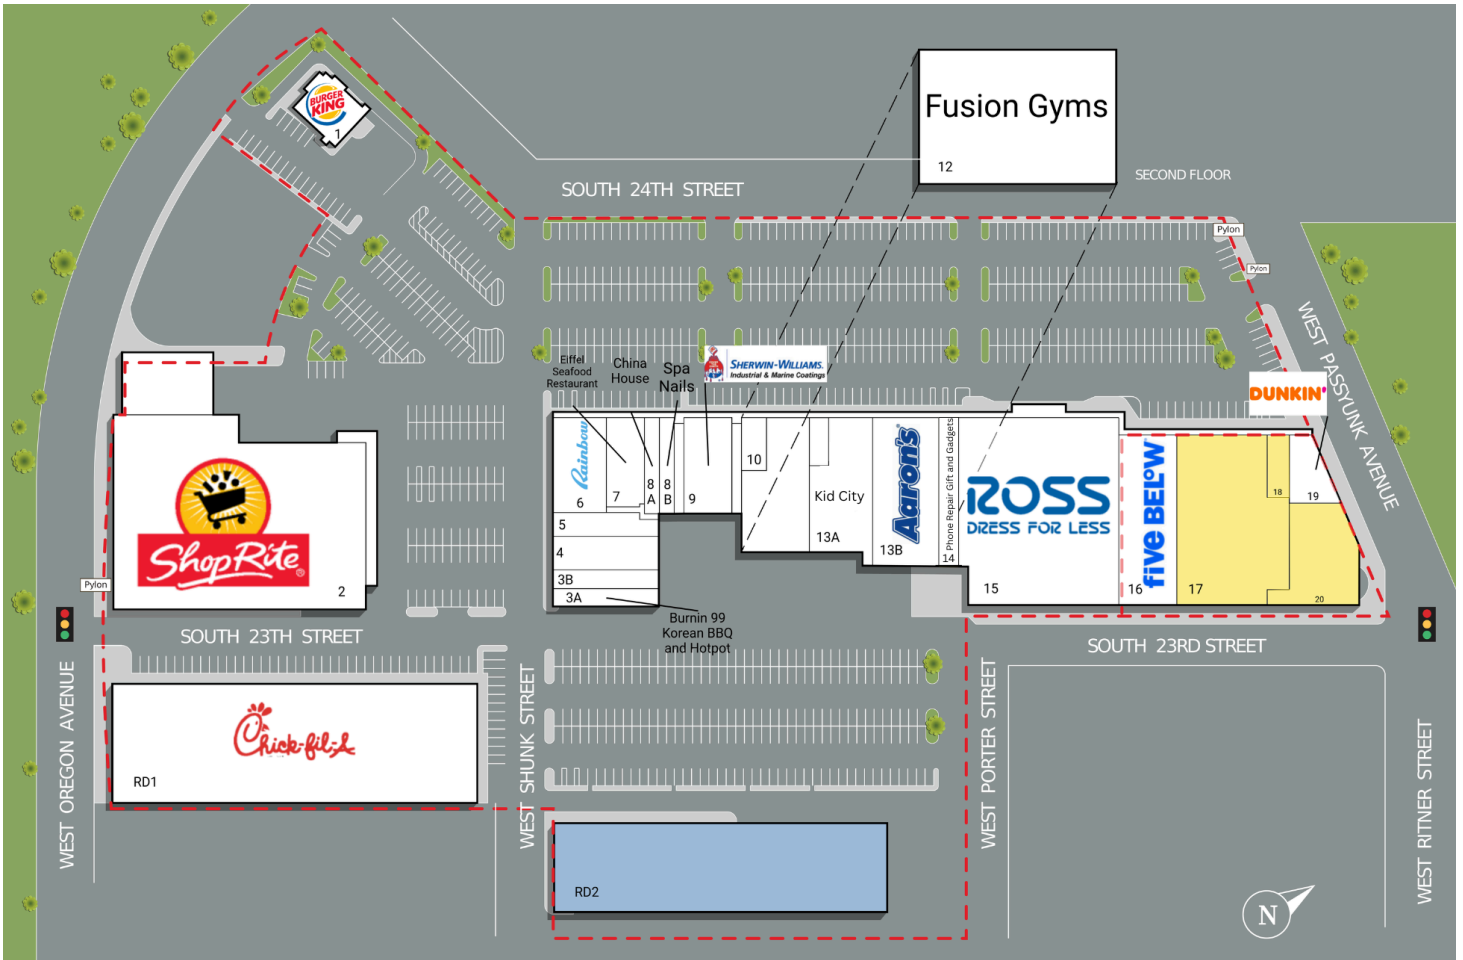 BURGER
KING
1
Fusion Gyms
12
SECOND FLOOR
SOUTH 24TH STREET
Pylon
Pylon
WEST PASSYUNK AVENUE
Eiffel
Seafood
Restaurant
China
House
Spa
Nails
SHERWIN-WILLIAMS.
Industrial & Marine Coatings
DUNKIN'
Rainbow
6
7
8
A
8
B
9
10
Kid City
13A
Aaron's
13B
Phone Repair Gift and Gadgets
14
ROSS
DRESS FOR LESS
15
five BELOW
16
17
18
19
20
5
4
3B
3A
Burnin 99
Korean BBQ
and Hotpot
ShopRite
2
Pylon
SOUTH 23TH STREET
SOUTH 23RD STREET
WEST OREGON AVENUE
Chick-fil-A
RD1
WEST SHUNK STREET
WEST PORTER STREET
WEST RITNER STREET
RD2
N